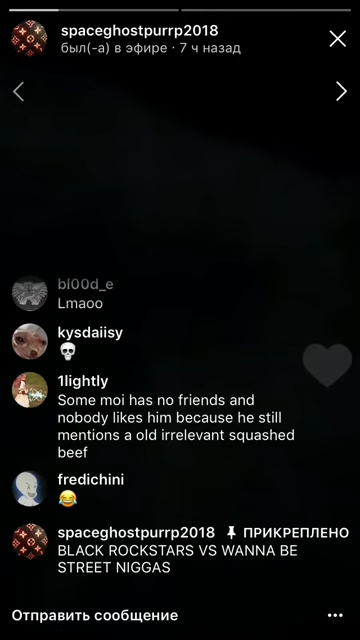 spaceghostpurrp2018
был(-а) в эфире · 7 ч назад
bl00d_e
Lmaoo
kysdaiisy
💀
1lightly
Some moi has no friends and
nobody likes him because he still
mentions a old irrelevant squashed
beef
fredichini
😂
spaceghostpurrp2018 📌 ПРИКРЕПЛЕНО
BLACK ROCKSTARS VS WANNA BE
STREET NIGGAS
Отправить сообщение